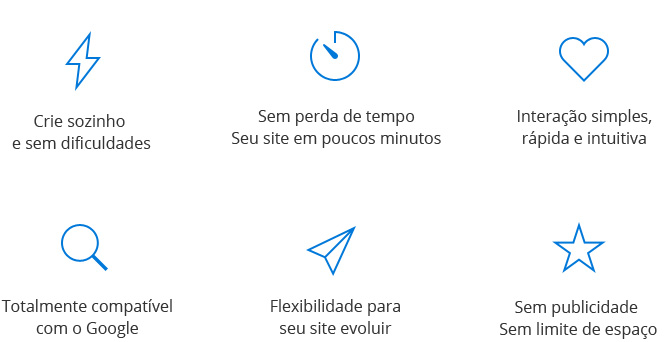 Crie sozinho
e sem dificuldades
Sem perda de tempo
Seu site em poucos minutos
Interação simples,
rápida e intuitiva
Totalmente compatível
com o Google
Flexibilidade para
seu site evoluir
Sem publicidade
Sem limite de espaço